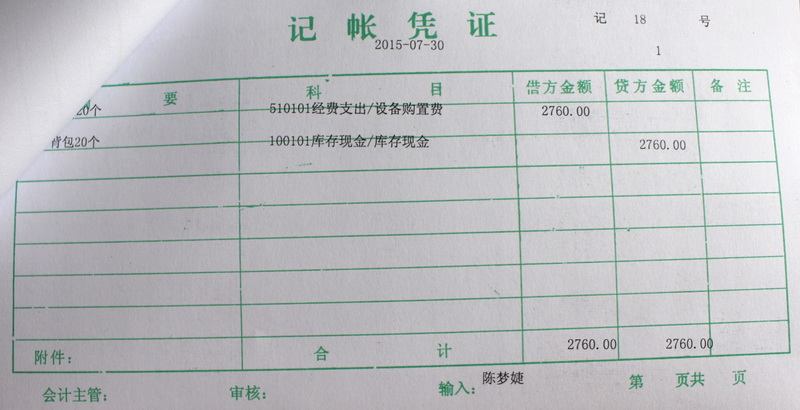 记帐凭证
记 18 号
2015-07-30
1
要 科目 借方金额 贷方金额 备注
20个 510101经费支出/设备购置费 2760.00
背包20个 100101库存现金/库存现金 2760.00
附件： 合计 2760.00 2760.00
会计主管： 审核： 输入： 陈梦婕 第 页共 页